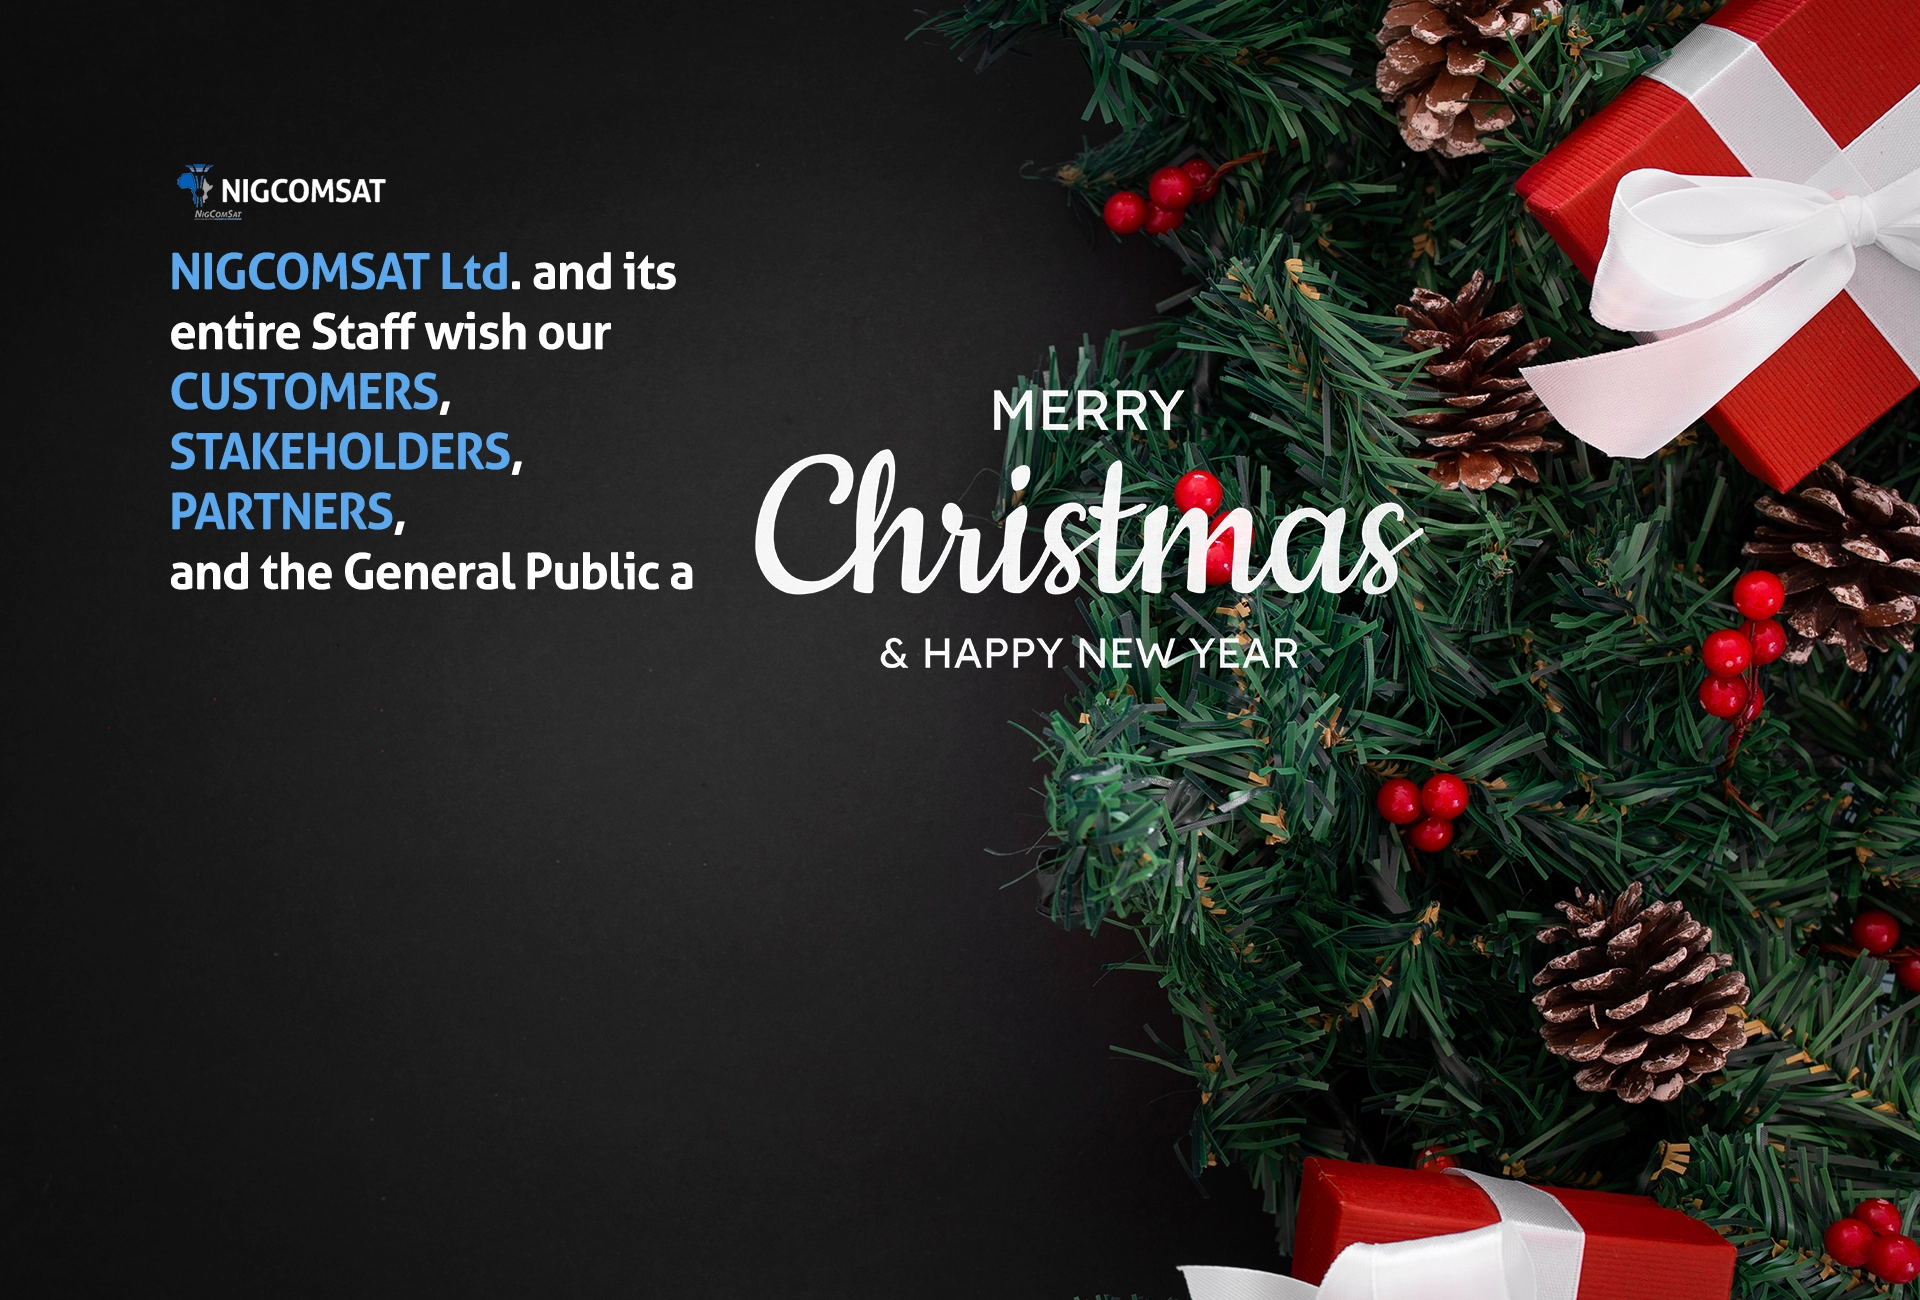 NIGCOMSAT
NIGCOMSAT
NIGCOMSAT Ltd. and its
entire Staff wish our
CUSTOMERS,
STAKEHOLDERS,
PARTNERS,
and the General Public a
MERRY
Christmas
& HAPPY NEW YEAR